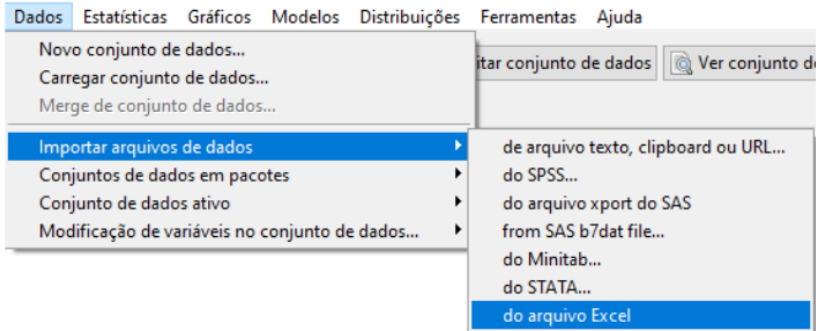 Dados Estatísticas Gráficos Modelos Distribuições Ferramentas Ajuda
Novo conjunto de dados...
Carregar conjunto de dados...
Merge de conjunto de dados...
itar conjunto de dados Ver conjunto d
Importar arquivos de dados
Conjuntos de dados em pacotes
Conjunto de dados ativo
Modificação de variáveis no conjunto de dados...
de arquivo texto, clipboard ou URL...
do SPSS...
do arquivo xport do SAS
from SAS b7dat file...
do Minitab...
do STATA...
do arquivo Excel